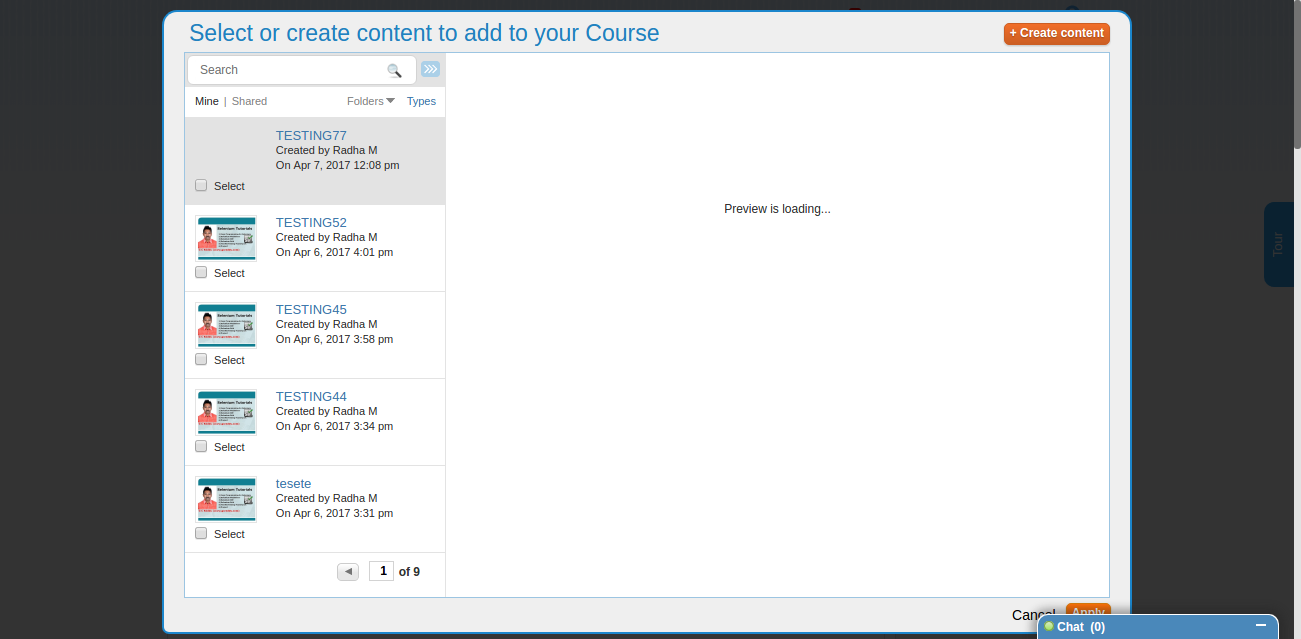 Select or create content to add to your Course
+ Create content
Search
Mine | Shared
Folders
Types
TESTING77
Created by Radha M
On Apr 7, 2017 12:08 pm
Select
Preview is loading...
TESTING52
Created by Radha M
On Apr 6, 2017 4:01 pm
Select
Tour
TESTING45
Created by Radha M
On Apr 6, 2017 3:58 pm
Select
TESTING44
Created by Radha M
On Apr 6, 2017 3:34 pm
Select
tesete
Created by Radha M
On Apr 6, 2017 3:31 pm
Select
1 of 9
Cancel
Apply
Chat (0)